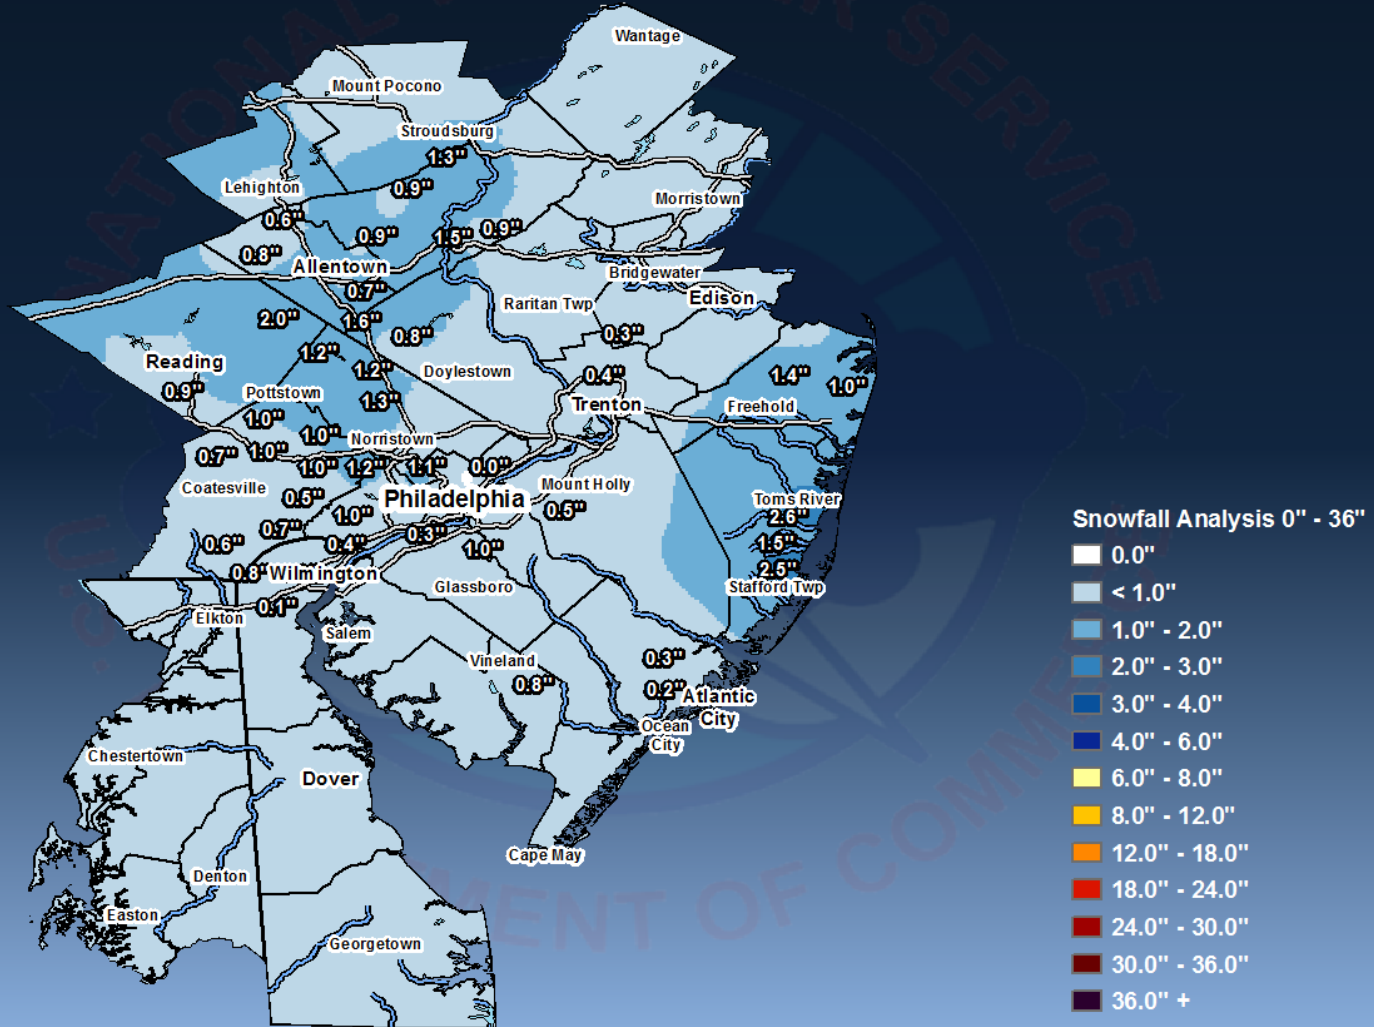 NATIONAL WEATHER SERVICE
U.S. DEPARTMENT OF COMMERCE
Wantage
Mount Pocono
Stroudsburg
1.3"
Lehighton
0.9"
Morristown
0.6"
0.9"
1.5"
0.9"
0.8"
Allentown
Bridgewater
0.7"
Edison
Raritan Twp
2.0"
1.6"
0.8"
0.3"
1.2"
Reading
1.2"
Doylestown
0.4"
1.4"
1.0"
0.9"
Pottstown
1.3"
Trenton
Freehold
1.0"
1.0"
Norristown
0.7"
1.0"
1.0"
1.2"
1.1"
0.0"
Coatesville
0.5"
Philadelphia
Mount Holly
Toms River
0.5"
2.6"
1.0"
0.7"
0.3"
0.6"
0.4"
1.0"
1.5"
0.8"
Wilmington
2.5"
Glassboro
Stafford Twp
0.1"
Elkton
Salem
Vineland
0.3"
0.8"
0.2"
Atlantic
City
Ocean
City
Chestertown
Dover
Cape May
Denton
Easton
Georgetown
Snowfall Analysis 0" - 36"
0.0"
< 1.0"
1.0" - 2.0"
2.0" - 3.0"
3.0" - 4.0"
4.0" - 6.0"
6.0" - 8.0"
8.0" - 12.0"
12.0" - 18.0"
18.0" - 24.0"
24.0" - 30.0"
30.0" - 36.0"
36.0" +